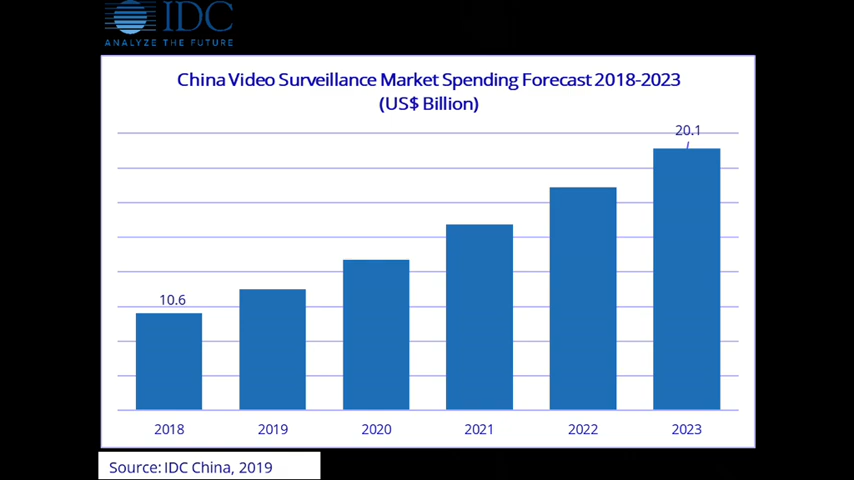 IDC
ANALYZE THE FUTURE
China Video Surveillance Market Spending Forecast 2018-2023
(US$ Billion)
20.1
10.6
2018 2019 2020 2021 2022 2023
Source: IDC China, 2019